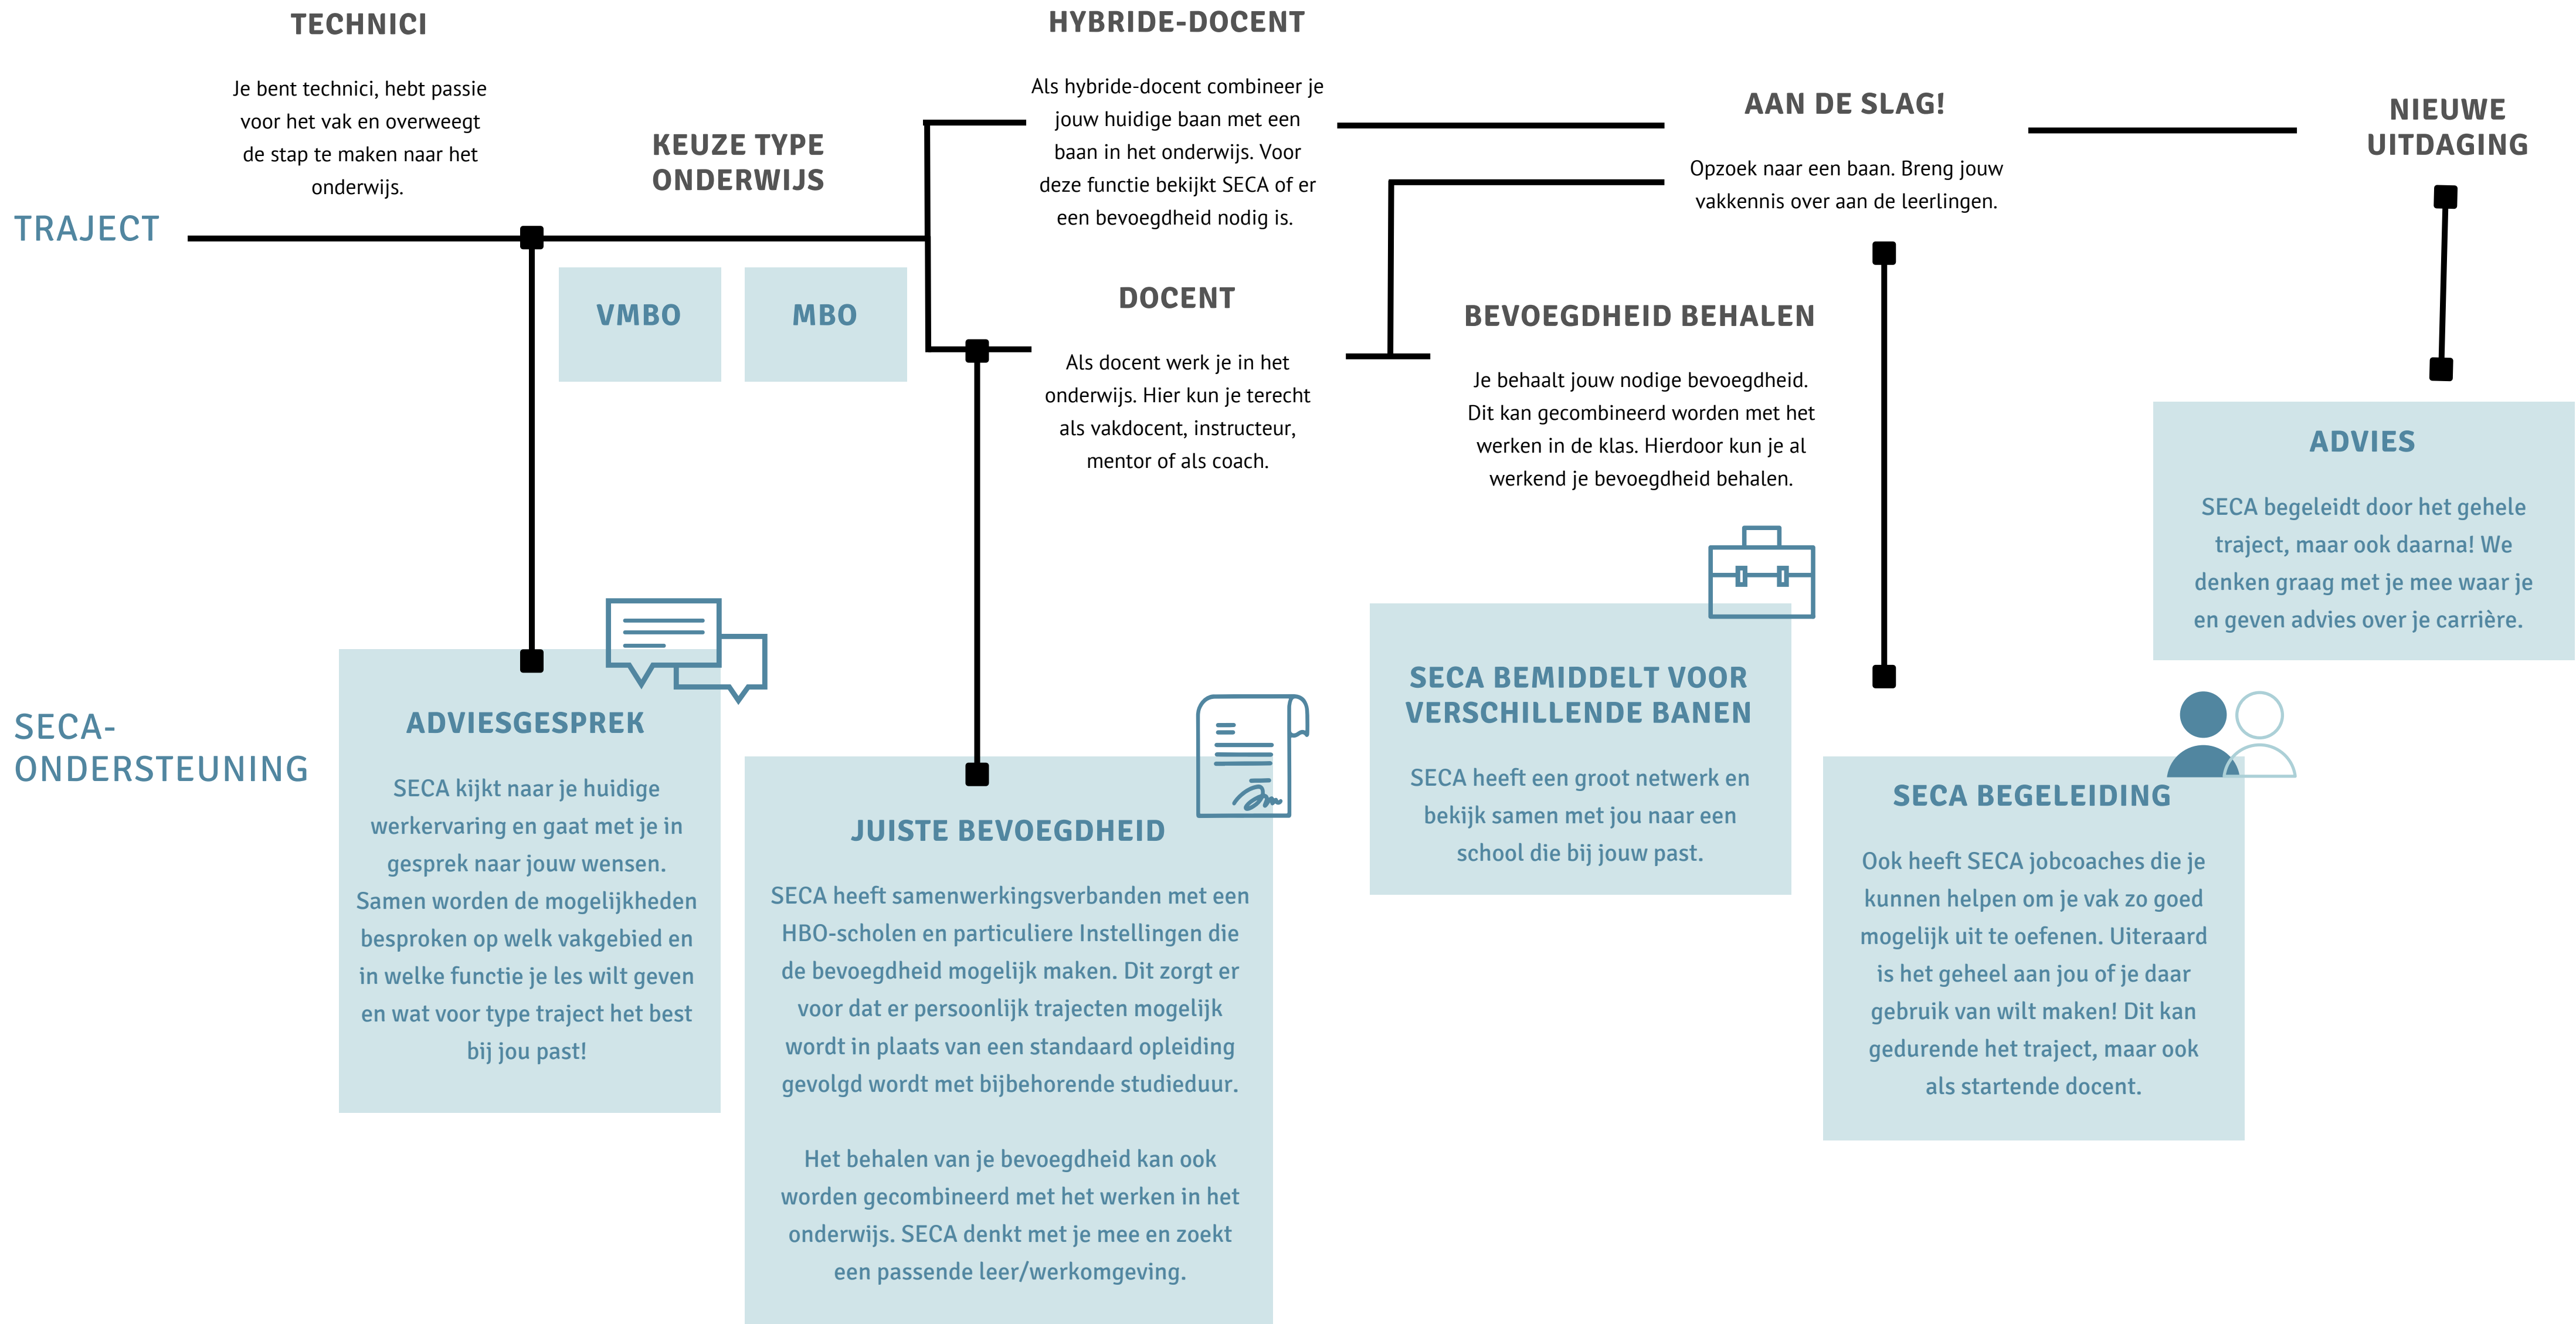 TECHNICI
Je bent technici, hebt passie
voor het vak en overweegt
de stap te maken naar het
onderwijs.
TRAJECT
KEUZE TYPE
ONDERWIJS
VMBO
MBO
HYBRIDE-DOCENT
Als hybride-docent combineer je
jouw huidige baan met een
baan in het onderwijs. Voor
deze functie bekijkt SECA of er
een bevoegdheid nodig is.
DOCENT
Als docent werk je in het
onderwijs. Hier kun je terecht
als vakdocent, instructeur,
mentor of als coach.
AAN DE SLAG!
Opzoek naar een baan. Breng jouw
vakkennis over aan de leerlingen.
BEVOEGDHEID BEHALEN
Je behaalt jouw nodige bevoegdheid.
Dit kan gecombineerd worden met het
werken in de klas. Hierdoor kun je al
werkend je bevoegdheid behalen.
NIEUWE
UITDAGING
ADVIES
SECA begeleidt door het gehele
traject, maar ook daarna! We
denken graag met je mee waar je
en geven advies over je carrière.
SECA-
ONDERSTEUNING
ADVIESGESPREK
SECA kijkt naar je huidige
werkervaring en gaat met je in
gesprek naar jouw wensen.
Samen worden de mogelijkheden
besproken op welk vakgebied en
in welke functie je les wilt geven
en wat voor type traject het best
bij jou past!
JUISTE BEVOEGDHEID
SECA heeft samenwerkingsverbanden met een
HBO-scholen en particuliere Instellingen die
de bevoegdheid mogelijk maken. Dit zorgt er
voor dat er persoonlijk trajecten mogelijk
wordt in plaats van een standaard opleiding
gevolgd wordt met bijbehorende studieduur.
Het behalen van je bevoegdheid kan ook
worden gecombineerd met het werken in het
onderwijs. SECA denkt met je mee en zoekt
een passende leer/werkomgeving.
SECA BEMIDDELT VOOR
VERSCHILLENDE BANEN
SECA heeft een groot netwerk en
bekijk samen met jou naar een
school die bij jouw past.
SECA BEGELEIDING
Ook heeft SECA jobcoaches die je
kunnen helpen om je vak zo goed
mogelijk uit te oefenen. Uiteraard
is het geheel aan jou of je daar
gebruik van wilt maken! Dit kan
gedurende het traject, maar ook
als startende docent.